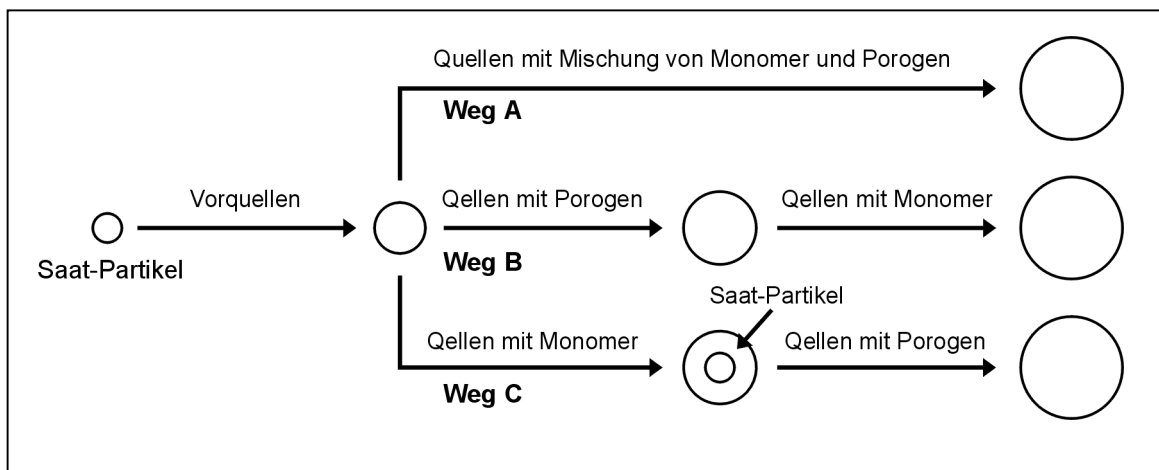 Quellen mit Mischung von Monomer und Porogen
Weg A
Vorquellen
Qellen mit Porogen
Qellen mit Monomer
Saat-Partikel
Weg B
Saat-Partikel
Qellen mit Monomer
Qellen mit Porogen
Weg C